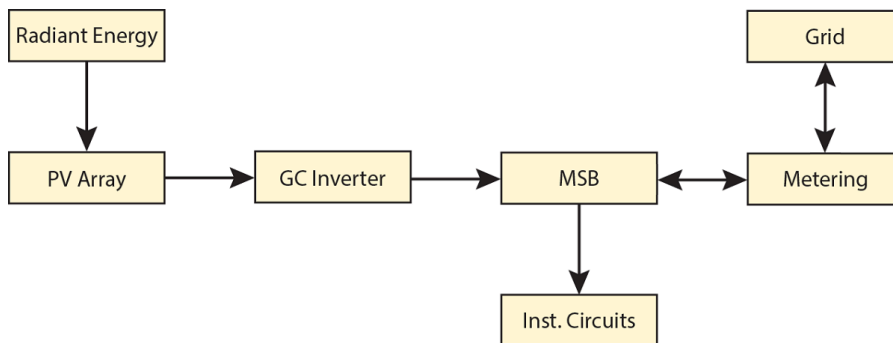 Radiant Energy
Grid
PV Array
GC Inverter
MSB
Metering
Inst. Circuits